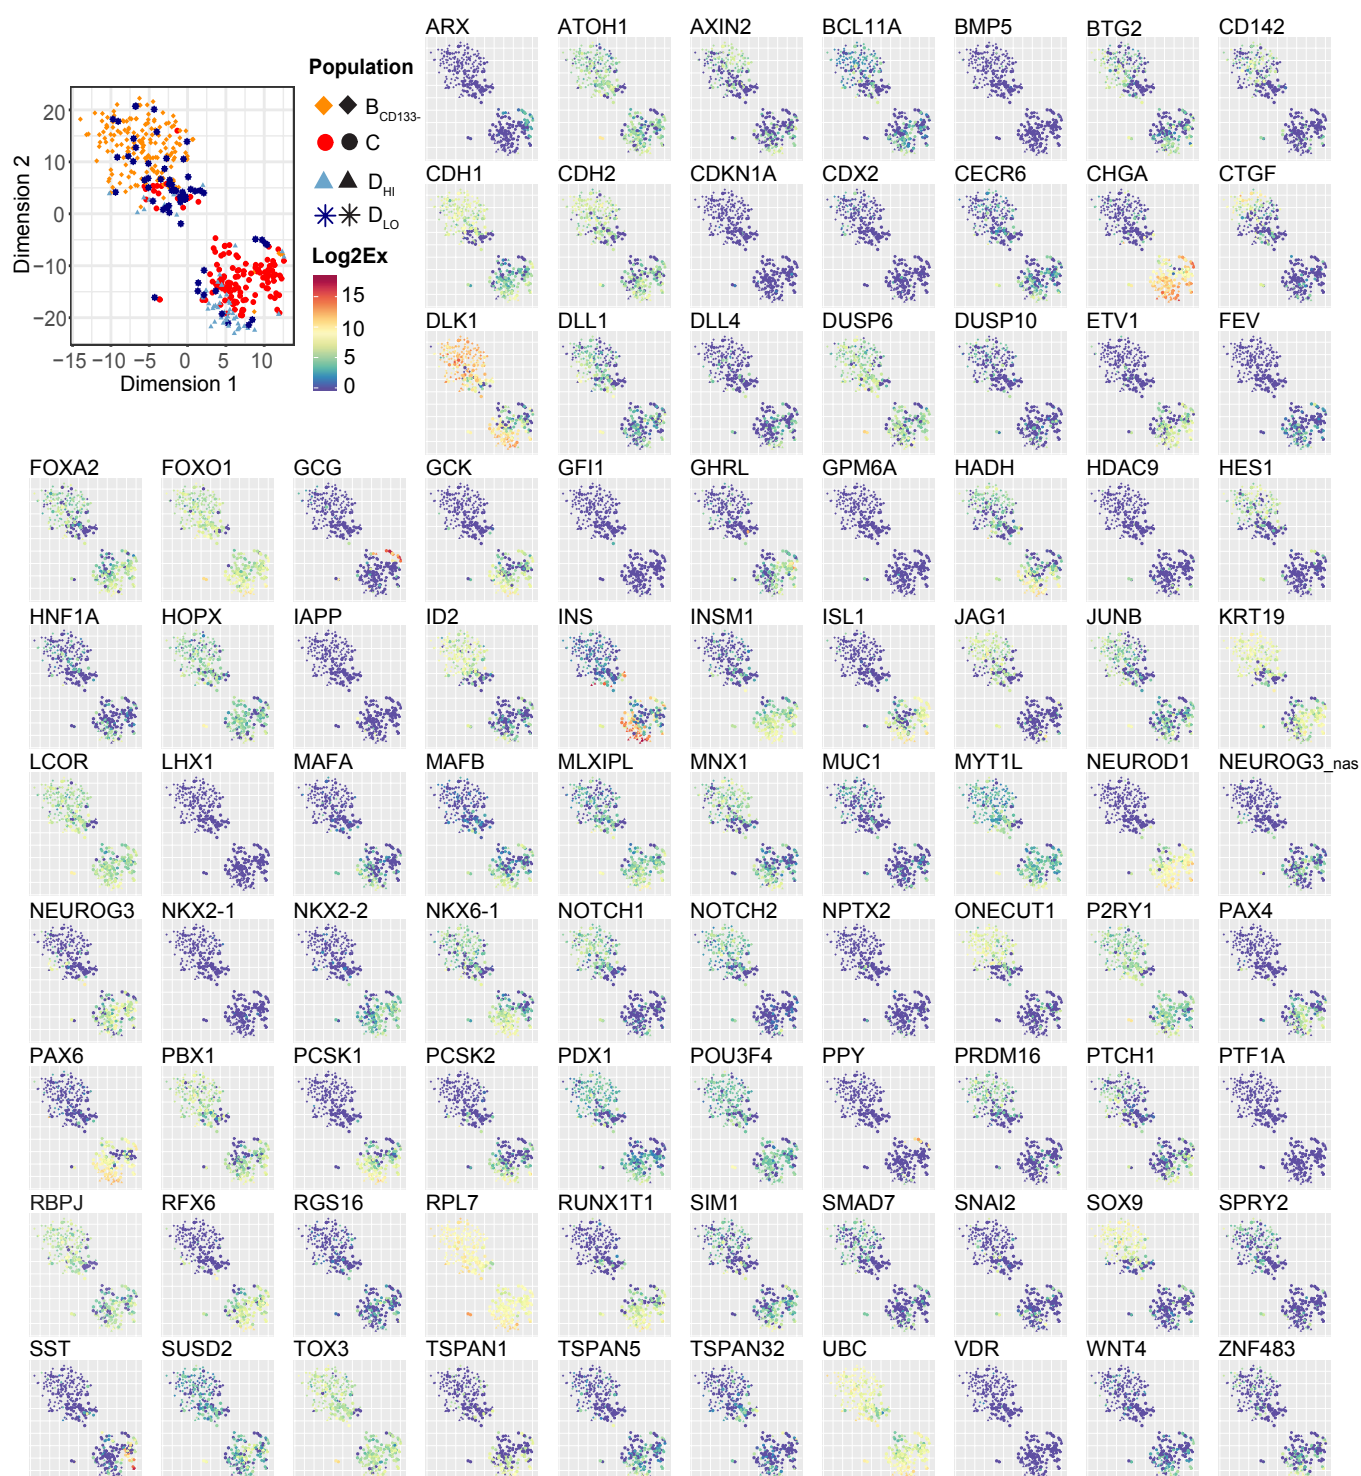 ARX ATOH1 AXIN2 BCL11A BMP5 BTG2 CD142
Population
B CD133-
C
D HI
D LO
Log2Ex
15
10
5
0
Dimension 2
20
10
0
−10
−20
−15 −10 −5 0 5 10
Dimension 1
CDH1 CDH2 CDKN1A CDX2 CECR6 CHGA CTGF
DLK1 DLL1 DLL4 DUSP6 DUSP10 ETV1 FEV
FOXA2 FOXO1 GCG GCK GFI1 GHRL GPM6A HADH HDAC9 HES1
HNF1A HOPX IAPP ID2 INS INSM1 ISL1 JAG1 JUNB KRT19
LCOR LHX1 MAFA MAFB MLXIPL MNX1 MUC1 MYT1L NEUROD1 NEUROG3_nas
NEUROG3 NKX2-1 NKX2-2 NKX6-1 NOTCH1 NOTCH2 NPTX2 ONECUT1 P2RY1 PAX4
PAX6 PBX1 PCSK1 PCSK2 PDX1 POU3F4 PPY PRDM16 PTCH1 PTF1A
RBPJ RFX6 RGS16 RPL7 RUNX1T1 SIM1 SMAD7 SNAI2 SOX9 SPRY2
SST SUSD2 TOX3 TSPAN1 TSPAN5 TSPAN32 UBC VDR WNT4 ZNF483